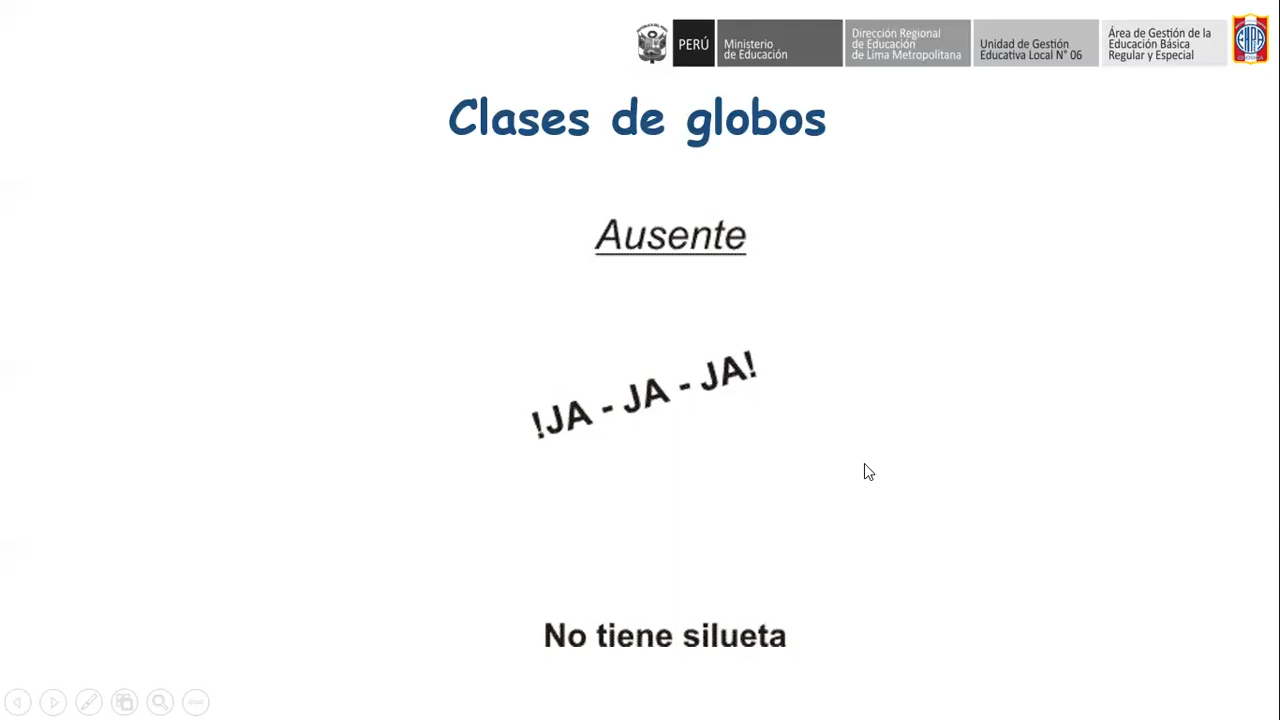 PERÚ
Ministerio
de Educación
Dirección Regional
de Educación
de Lima Metropolitana
Unidad de Gestión
Educativa Local N° 06
Área de Gestión de la
Educación Básica
Regular y Especial
Clases de globos
Ausente
!JA - JA - JA!
No tiene silueta